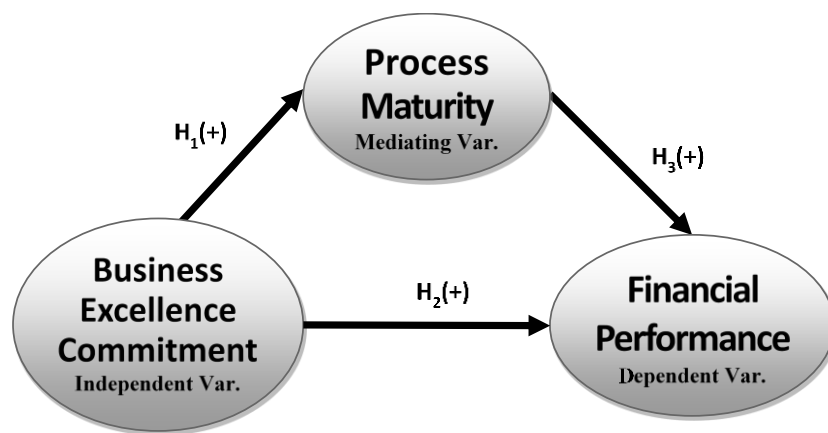 Process
Maturity
Mediating Var.
H₁(+)
H₃(+)
Business
Excellence
Commitment
Independent Var.
H₂(+)
Financial
Performance
Dependent Var.